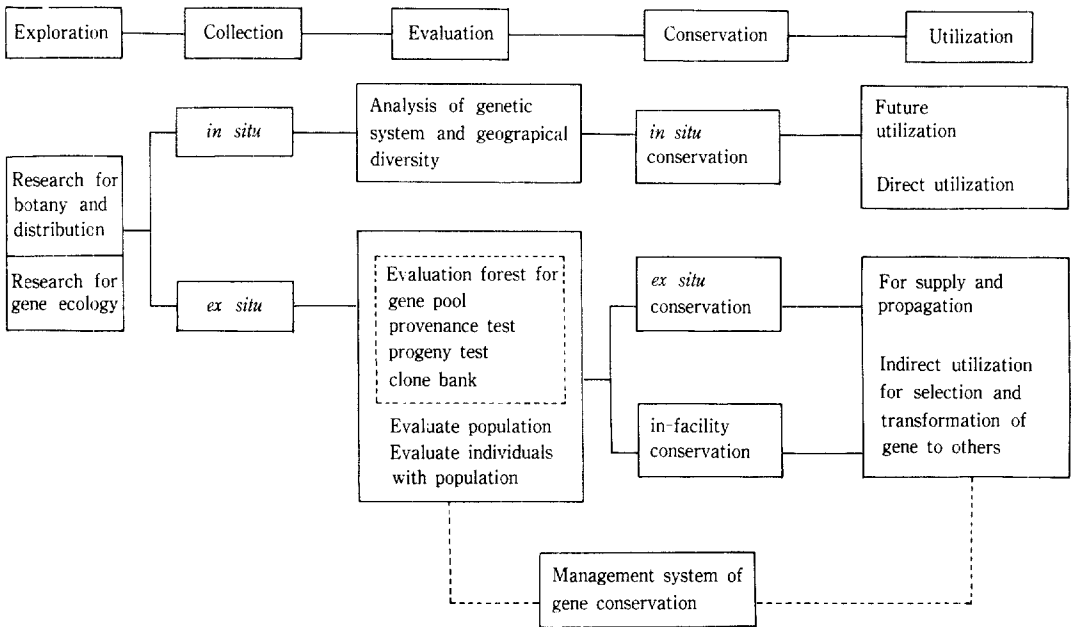 Exploration
Collection
Evaluation
Conservation
Utilization
Research for
botany and
distribution
Research for
gene ecology
in situ
Analysis of genetic
system and geograpical
diversity
in situ
conservation
Future
utilization
Direct utilization
ex situ
Evaluation forest for
gene pool
provenance test
progeny test
clone bank
Evaluate population
Evaluate individuals
with population
ex situ
conservation
in-facility
conservation
For supply and
propagation
Indirect utilization
for selection and
transformation of
gene to others
Management system of
gene conservation